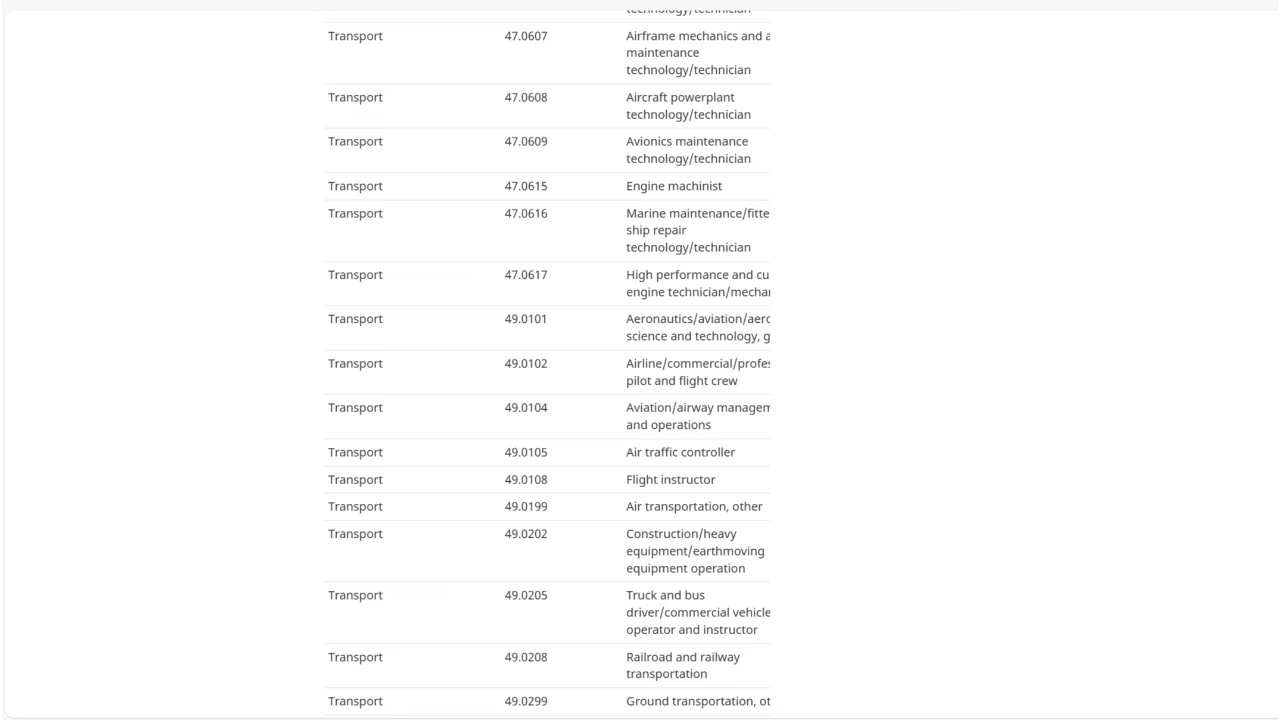 technology/technician
Transport 47.0607 Airframe mechanics and a
maintenance
technology/technician
Transport 47.0608 Aircraft powerplant
technology/technician
Transport 47.0609 Avionics maintenance
technology/technician
Transport 47.0615 Engine machinist
Transport 47.0616 Marine maintenance/fitte
ship repair
technology/technician
Transport 47.0617 High performance and cu
engine technician/mechan
Transport 49.0101 Aeronautics/aviation/aero
science and technology, g
Transport 49.0102 Airline/commercial/profes
pilot and flight crew
Transport 49.0104 Aviation/airway managem
and operations
Transport 49.0105 Air traffic controller
Transport 49.0108 Flight instructor
Transport 49.0199 Air transportation, other
Transport 49.0202 Construction/heavy
equipment/earthmoving
equipment operation
Transport 49.0205 Truck and bus
driver/commercial vehicle
operator and instructor
Transport 49.0208 Railroad and railway
transportation
Transport 49.0299 Ground transportation, ot